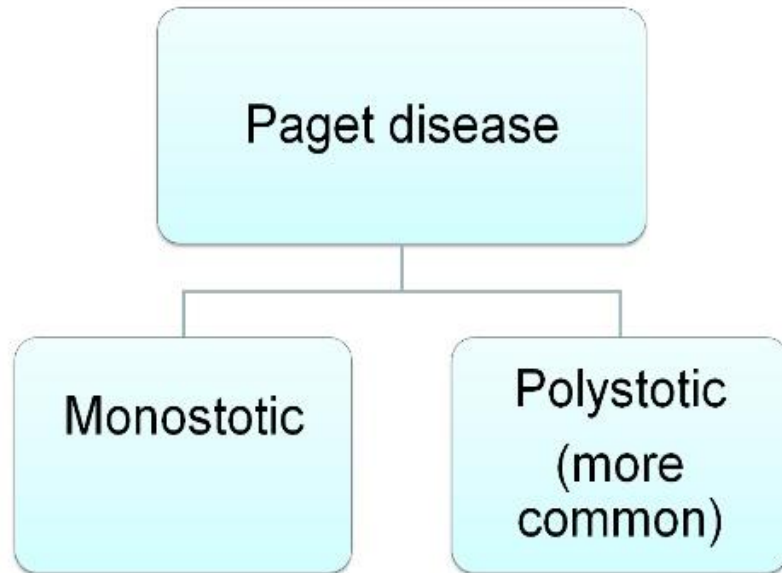 Paget disease
Monostotic
Polystotic
(more
common)